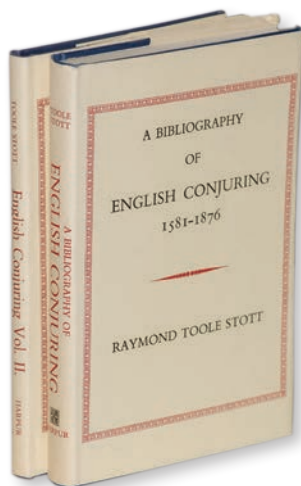 TOOLE STOTT
English Conjuring Vol. II.
HARPUR
TOOLE
STOTT
A BIBLIOGRAPHY OF
ENGLISH CONJURING
HARPUR
A BIBLIOGRAPHY
OF
ENGLISH CONJURING
1581–1876
RAYMOND TOOLE STOTT